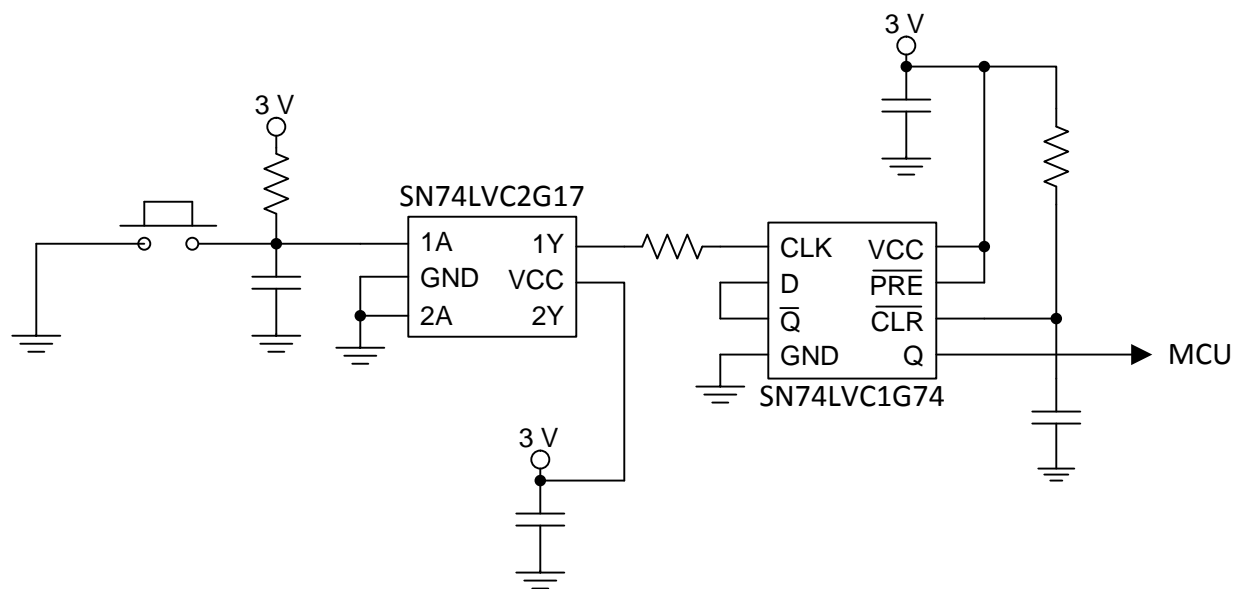 3 V
3 V
SN74LVC2G17
1A
1Y
GND
VCC
2A
2Y
CLK
VCC
D
PRE
Q
CLR
GND
Q
MCU
SN74LVC1G74
3 V